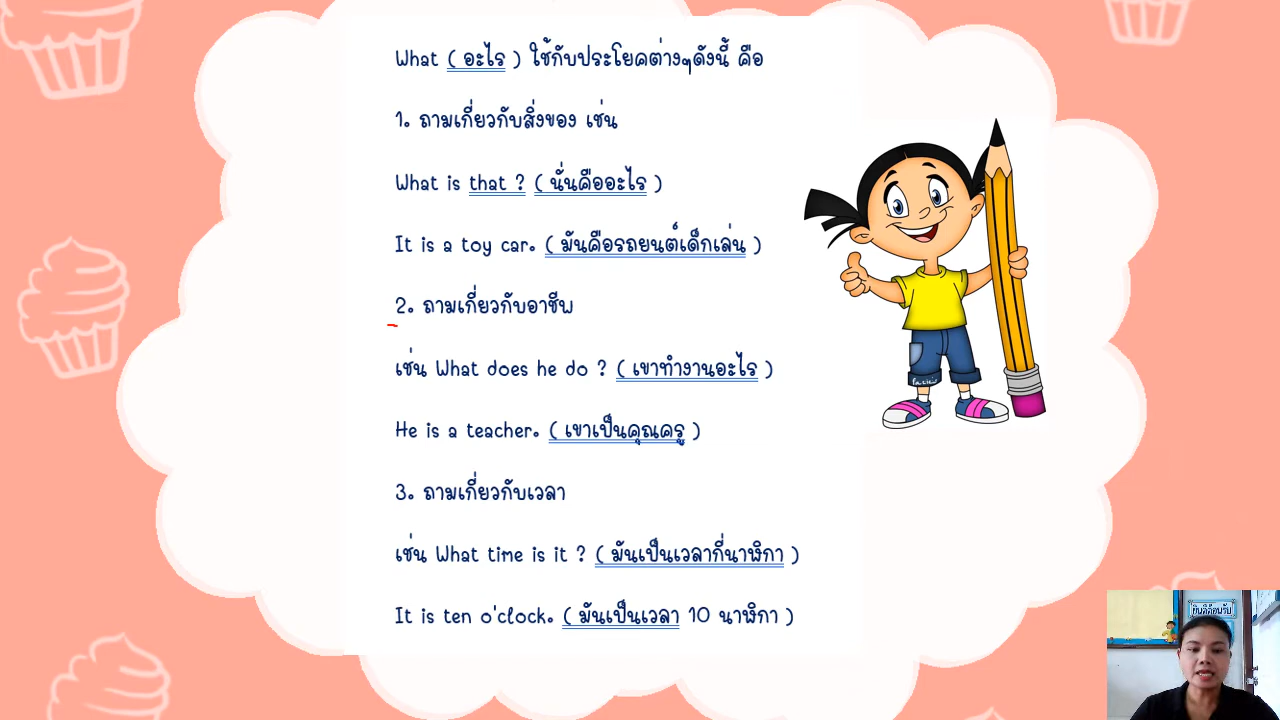 What ( อะไร ) ใช้กับประโยคต่างๆดังนี้ คือ
1. ถามเกี่ยวกับสิ่งของ เช่น
What is that ? ( นั่นคืออะไร )
It is a toy car. ( มันคือรถยนต์เด็กเล่น )
2. ถามเกี่ยวกับอาชีพ
เช่น What does he do ? ( เขาทำงานอะไร )
He is a teacher. ( เขาเป็นคุณครู )
3. ถามเกี่ยวกับเวลา
เช่น What time is it ? ( มันเป็นเวลากี่นาฬิกา )
It is ten o'clock. ( มันเป็นเวลา 10 นาฬิกา )
ยินดีต้อนรับ